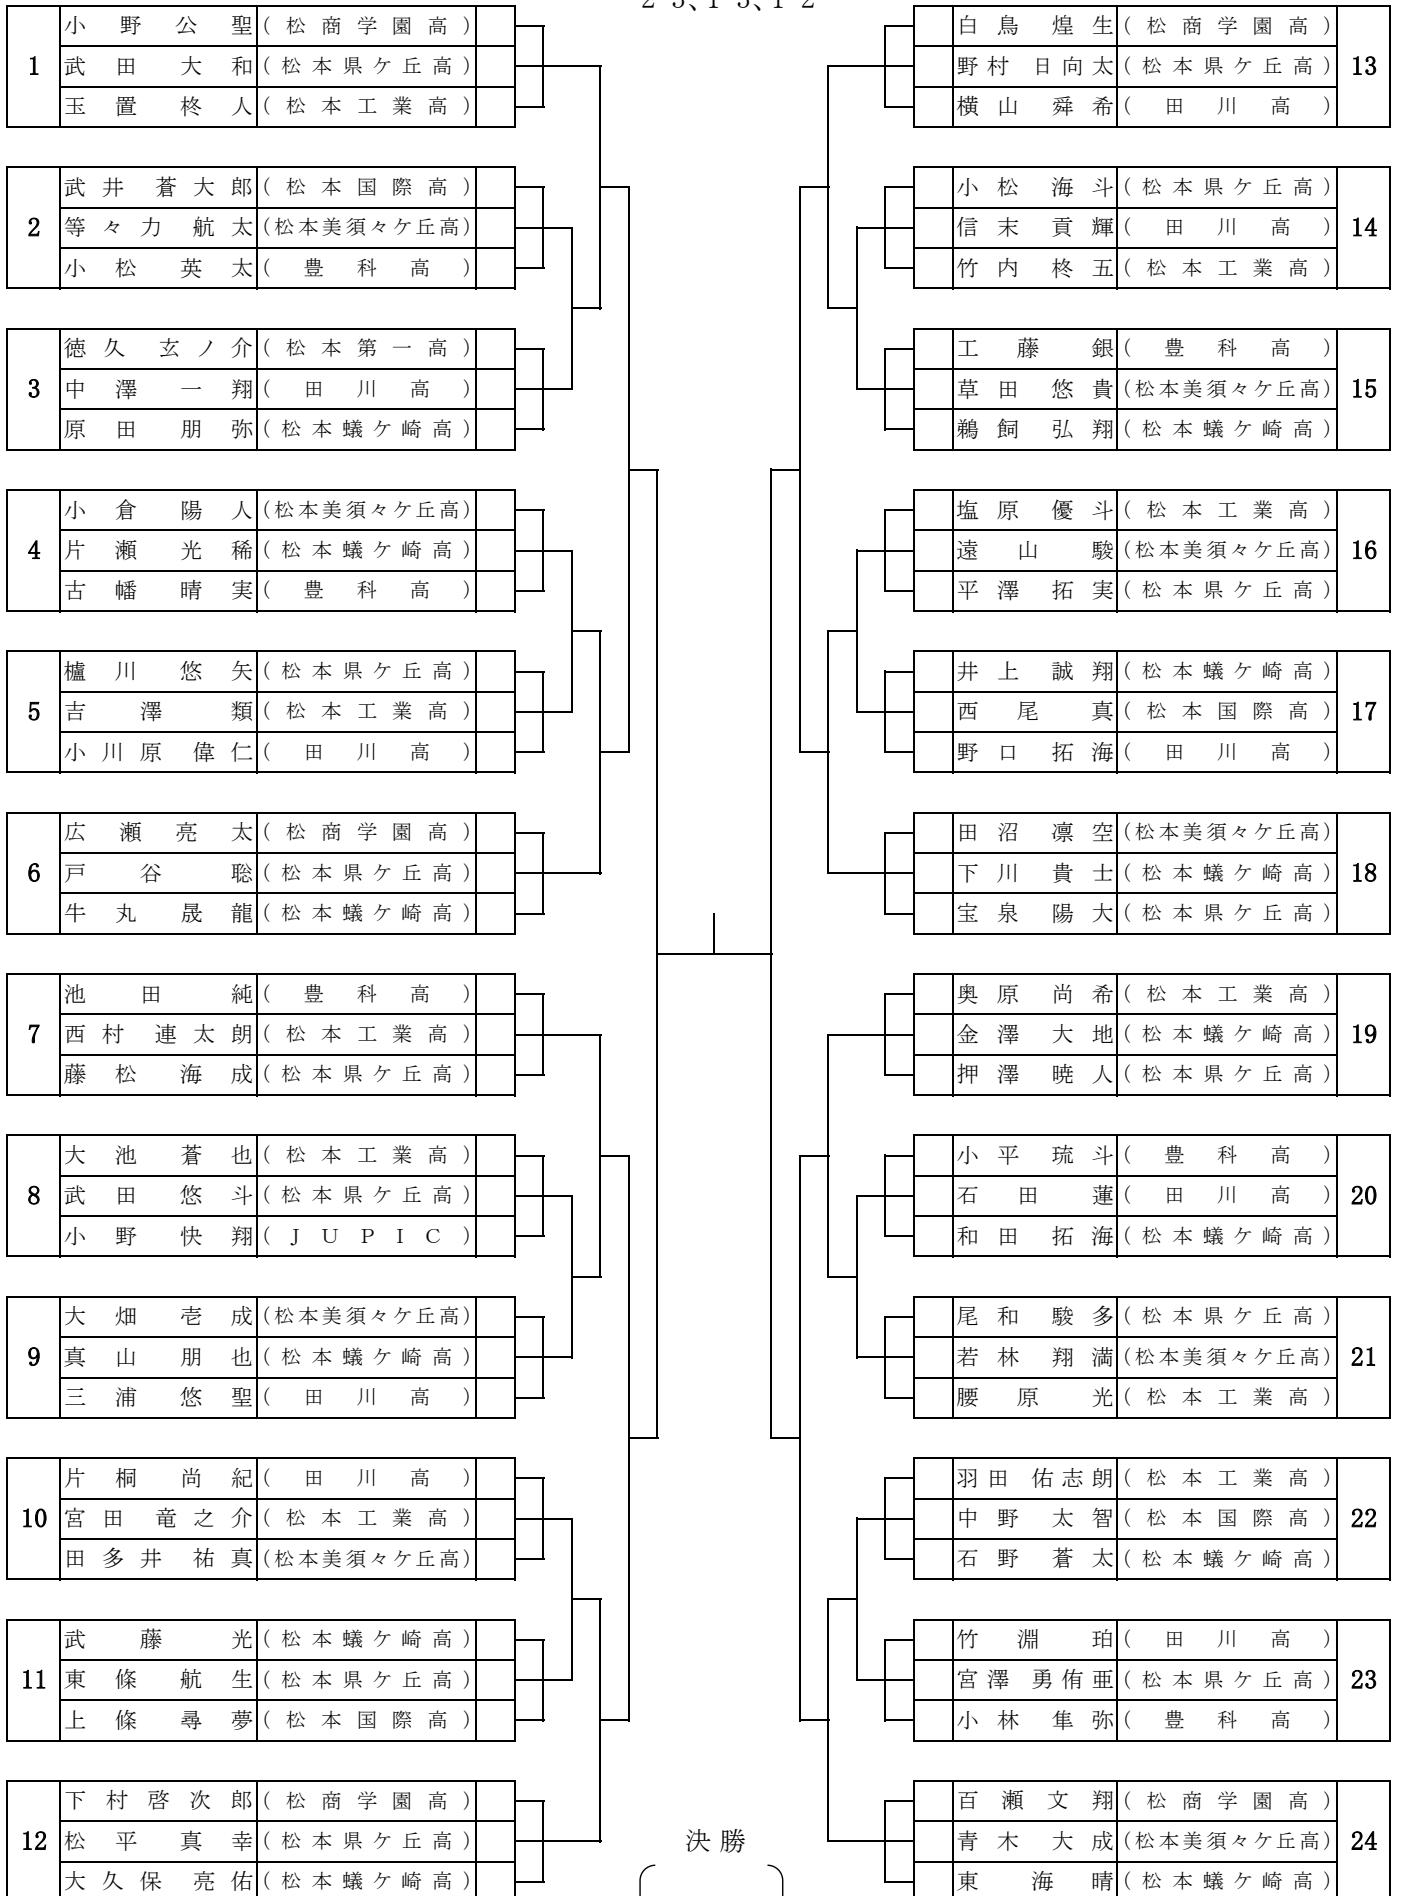 2-3、1-3、1-2
1
小野公聖(松商学園高)
武田大和(松本県ケ丘高)
玉置柊人(松本工業高)
2
武井蒼大郎(松本国際高)
等々力航太(松本美須々ケ丘高)
小松英太(豊科高)
3
徳久玄ノ介(松本第一高)
中澤一翔(田川高)
原田朋弥(松本蟻ケ崎高)
4
小倉陽人(松本美須々ケ丘高)
片瀬光稀(松本蟻ケ崎高)
古幡晴実(豊科高)
5
櫨川悠矢(松本県ケ丘高)
吉澤類(松本工業高)
小川原偉仁(田川高)
6
広瀬亮太(松商学園高)
戸谷聡(松本県ケ丘高)
牛丸晟龍(松本蟻ケ崎高)
7
池田純(豊科高)
西村連太朗(松本工業高)
藤松海成(松本県ケ丘高)
8
大池蒼也(松本工業高)
武田悠斗(松本県ケ丘高)
小野快翔(JUPIC)
9
大畑壱成(松本美須々ケ丘高)
真山朋也(松本蟻ケ崎高)
三浦悠聖(田川高)
10
片桐尚紀(田川高)
宮田竜之介(松本工業高)
田多井祐真(松本美須々ケ丘高)
11
武藤光(松本蟻ケ崎高)
東條航生(松本県ケ丘高)
上條尋夢(松本国際高)
12
下村啓次郎(松商学園高)
松平真幸(松本県ケ丘高)
大久保亮佑(松本蟻ケ崎高)
白鳥煌生(松商学園高)
野村日向太(松本県ケ丘高)
横山舜希(田川高)
13
小松海斗(松本県ケ丘高)
信末貢輝(田川高)
竹内柊五(松本工業高)
14
工藤銀(豊科高)
草田悠貴(松本美須々ケ丘高)
鵜飼弘翔(松本蟻ケ崎高)
15
塩原優斗(松本工業高)
遠山駿(松本美須々ケ丘高)
平澤拓実(松本県ケ丘高)
16
井上誠翔(松本蟻ケ崎高)
西尾真(松本国際高)
野口拓海(田川高)
17
田沼凛空(松本美須々ケ丘高)
下川貴士(松本蟻ケ崎高)
宝泉陽大(松本県ケ丘高)
18
奥原尚希(松本工業高)
金澤大地(松本蟻ケ崎高)
押澤暁人(松本県ケ丘高)
19
小平琉斗(豊科高)
石田蓮(田川高)
和田拓海(松本蟻ケ崎高)
20
尾和駿多(松本県ケ丘高)
若林翔満(松本美須々ケ丘高)
腰原光(松本工業高)
21
羽田佑志朗(松本工業高)
中野太智(松本国際高)
石野蒼太(松本蟻ケ崎高)
22
竹淵珀(田川高)
宮澤勇侑亜(松本県ケ丘高)
小林隼弥(豊科高)
23
百瀬文翔(松商学園高)
青木大成(松本美須々ケ丘高)
東海晴(松本蟻ケ崎高)
24
決勝